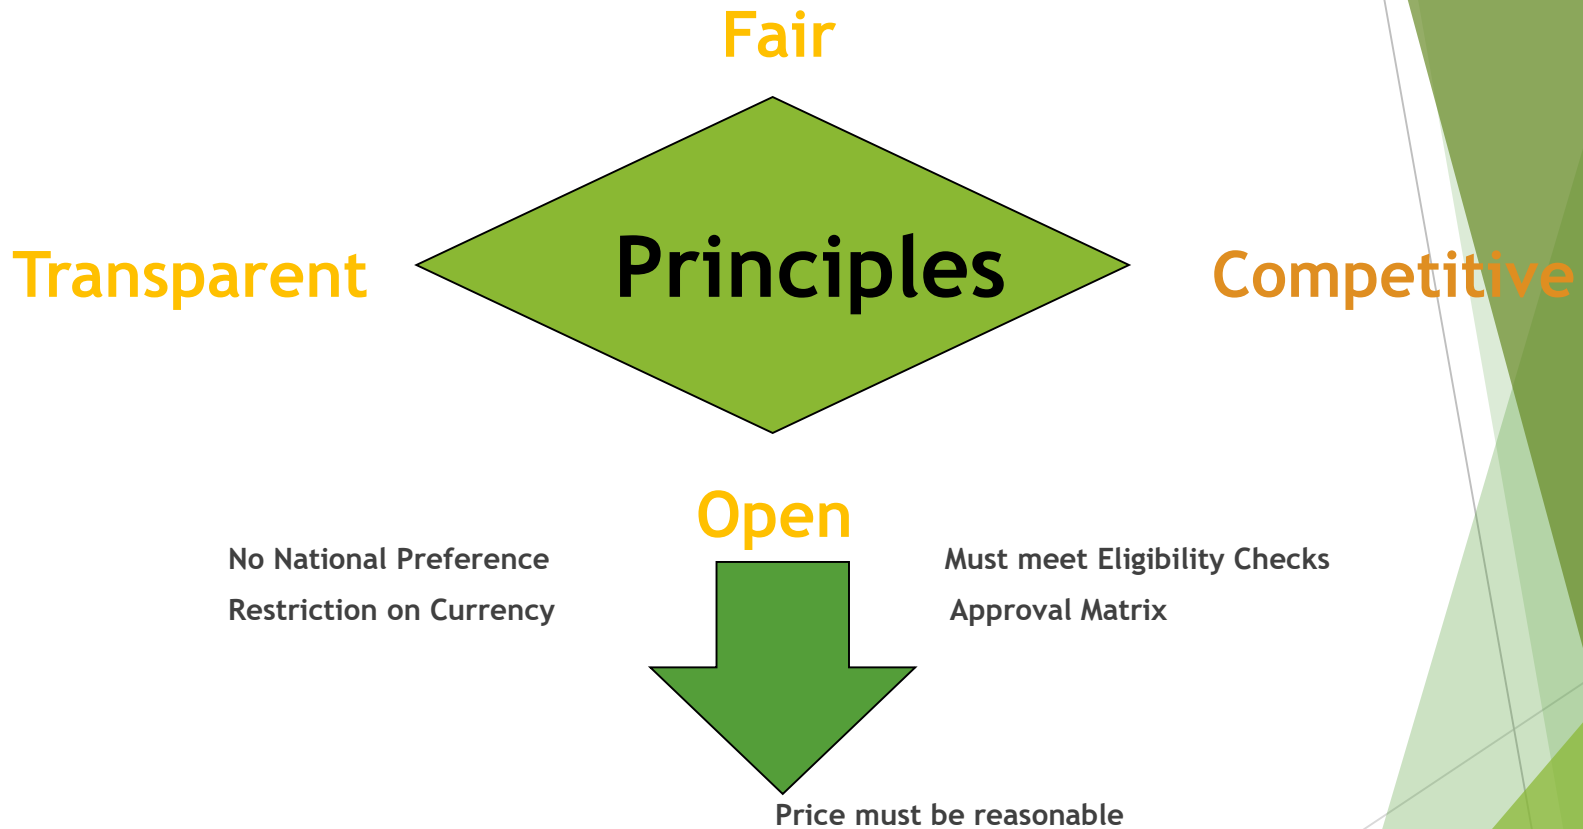 Fair
Transparent
Principles
Competitive
Open
No National Preference
Must meet Eligibility Checks
Restriction on Currency
Approval Matrix
Price must be reasonable